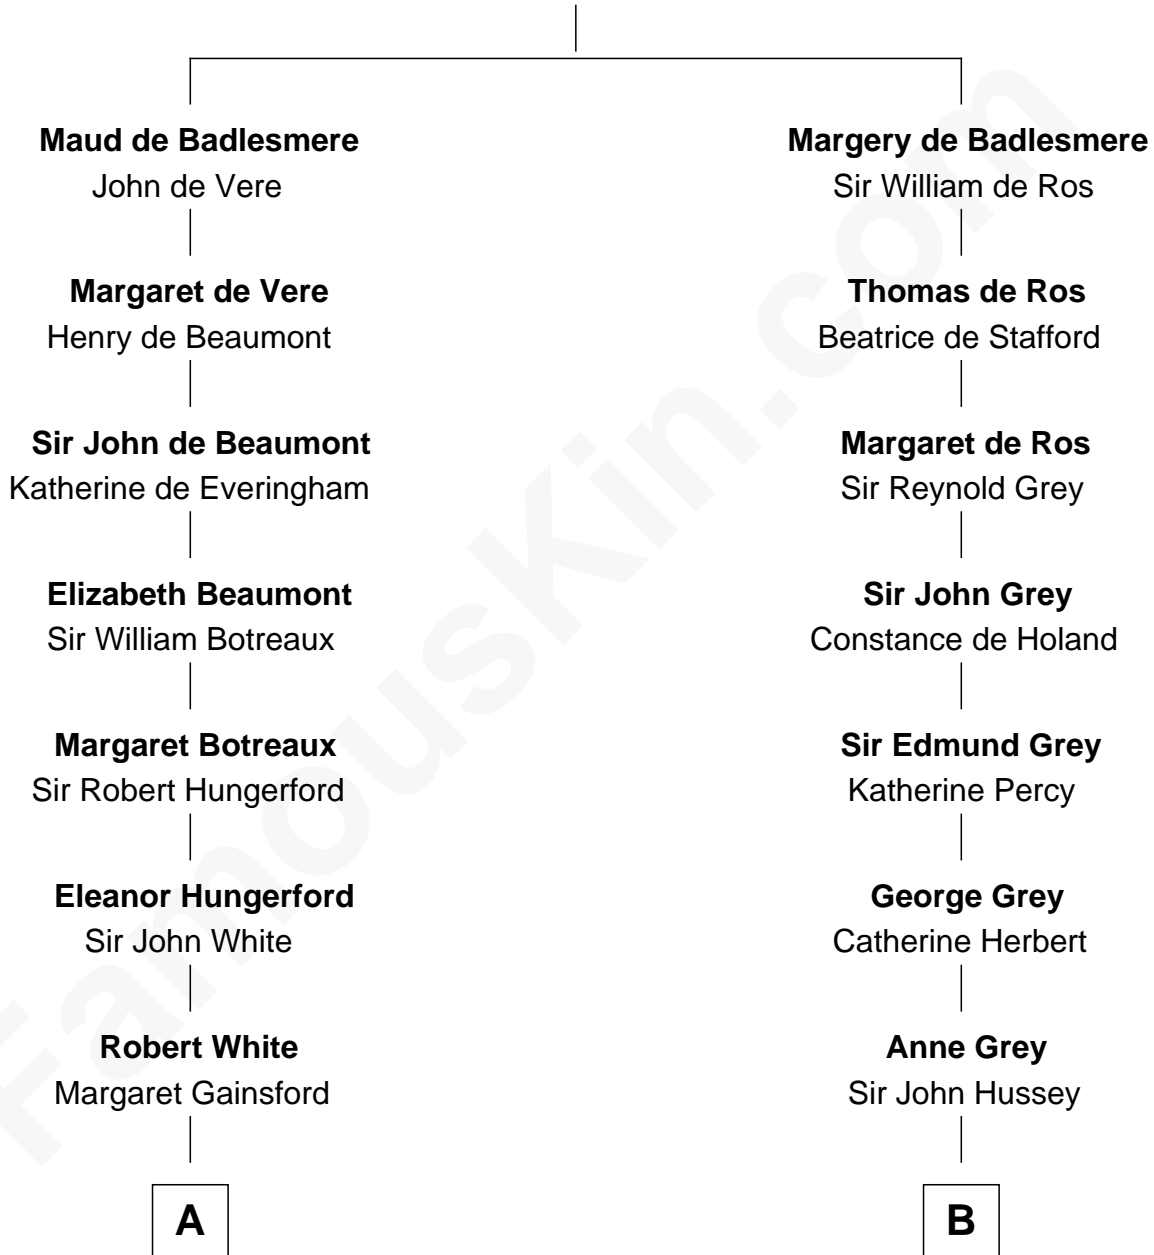 Maud de Badlesmere
John de Vere
Margaret de Vere
Henry de Beaumont
Sir John de Beaumont
Katherine de Everingham
Elizabeth Beaumont
Sir William Botreaux
Margaret Botreaux
Sir Robert Hungerford
Eleanor Hungerford
Sir John White
Robert White
Margaret Gainsford
A
Margery de Badlesmere
Sir William de Ros
Thomas de Ros
Beatrice de Stafford
Margaret de Ros
Sir Reynold Grey
Sir John Grey
Constance de Holand
Sir Edmund Grey
Katherine Percy
George Grey
Catherine Herbert
Anne Grey
Sir John Hussey
B
FamousKin.com